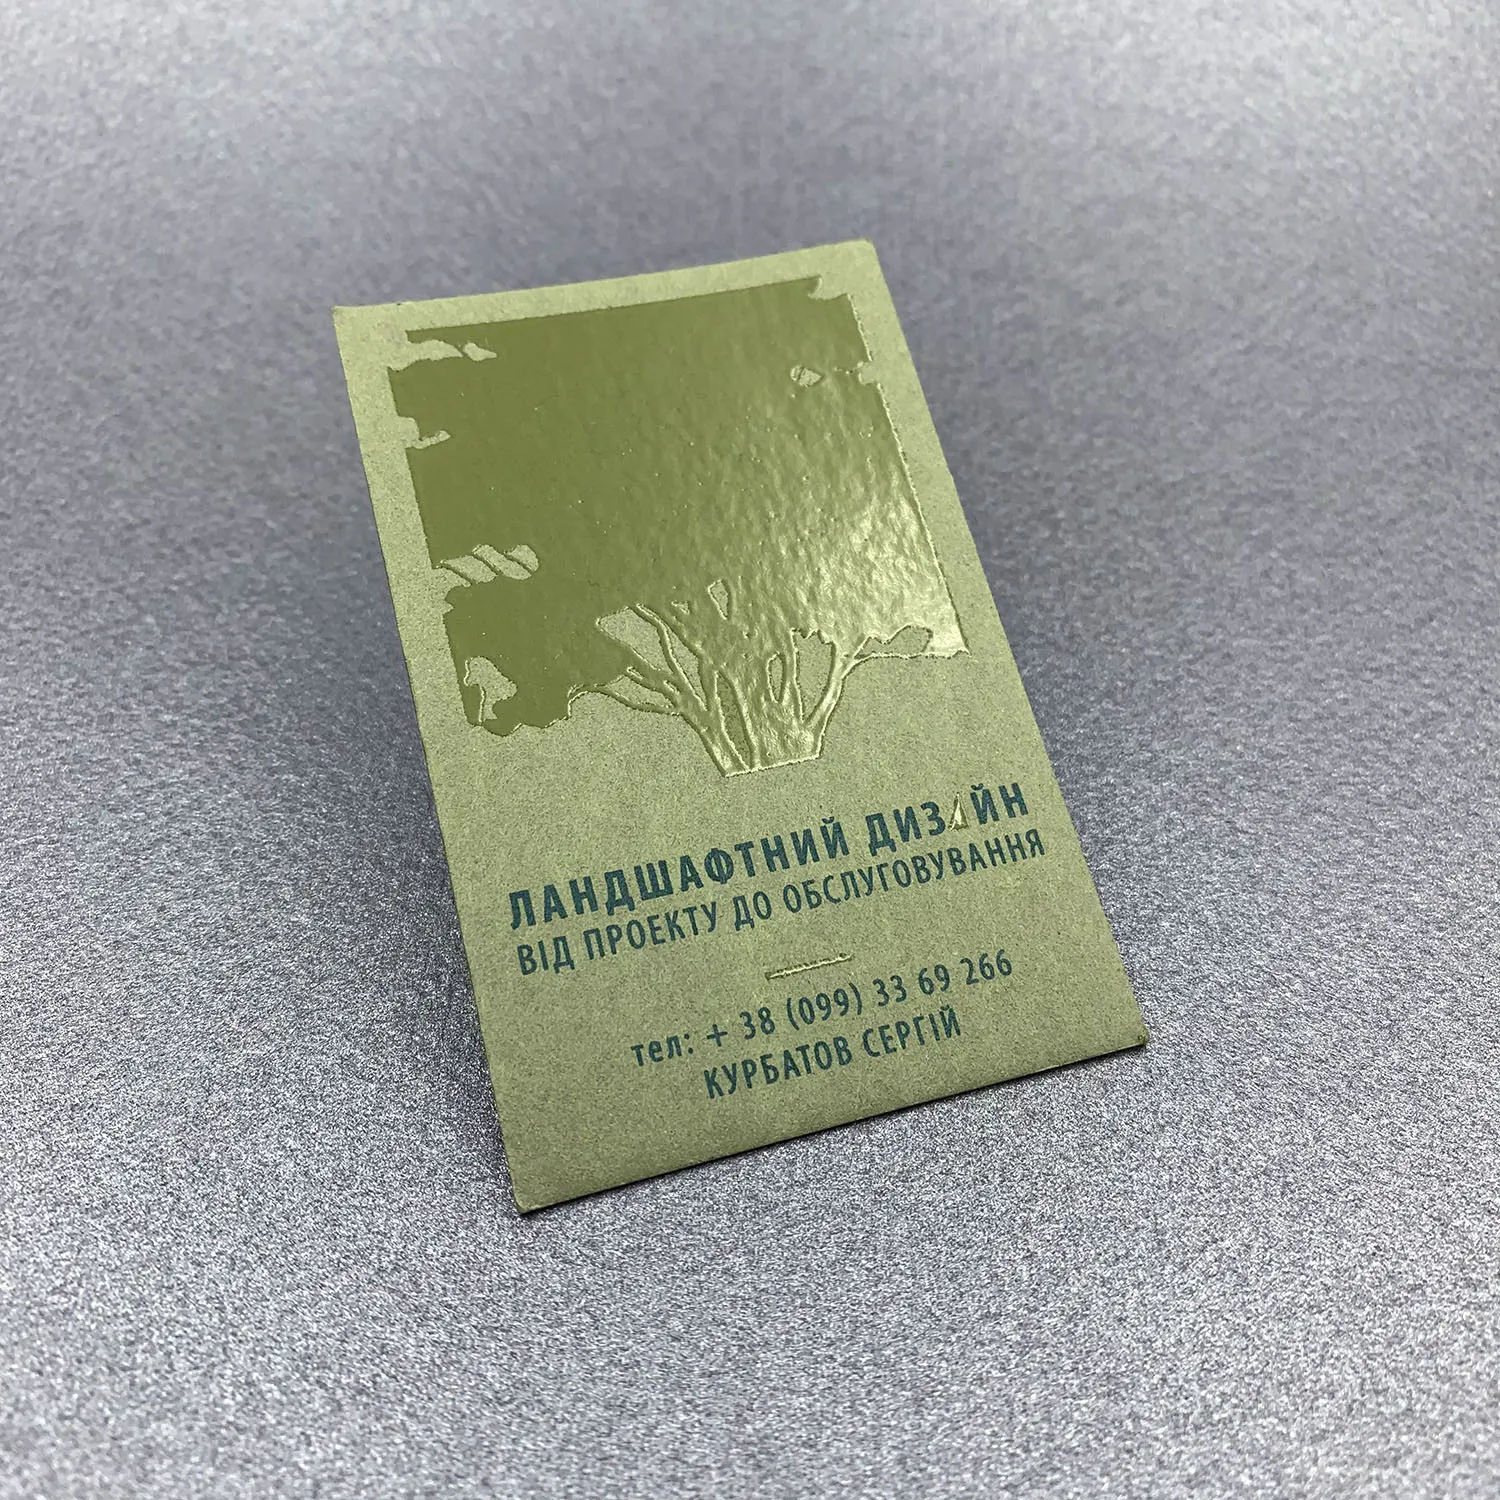 ЛАНДШАФТНИЙ ДИЗАЙН
ВІД ПРОЕКТУ ДО ОБСЛУГОВУВАННЯ
тел: + 38 (099) 33 69 266
КУРБАТОВ СЕРГІЙ